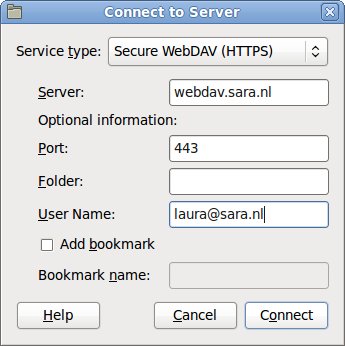 Connect to Server
Service type: Secure WebDAV (HTTPS)
Server: webdav.sara.nl
Optional information:
Port: 443
Folder:
User Name: laura@sara.nl
Add bookmark
Bookmark name:
Help Cancel Connect